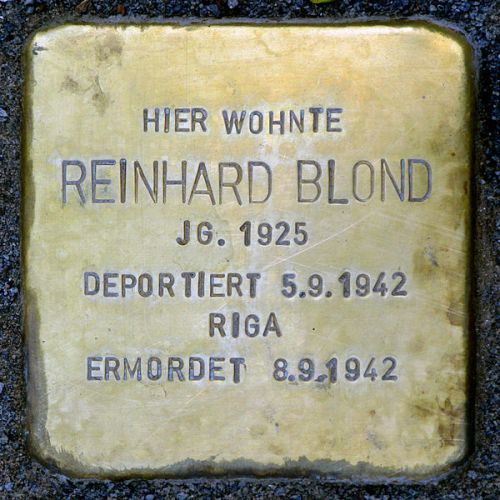 HIER WOHNTE
REINHARD BLOND
JG. 1925
DEPORTIERT 5.9.1942
RIGA
ERMORDET 8.9.1942